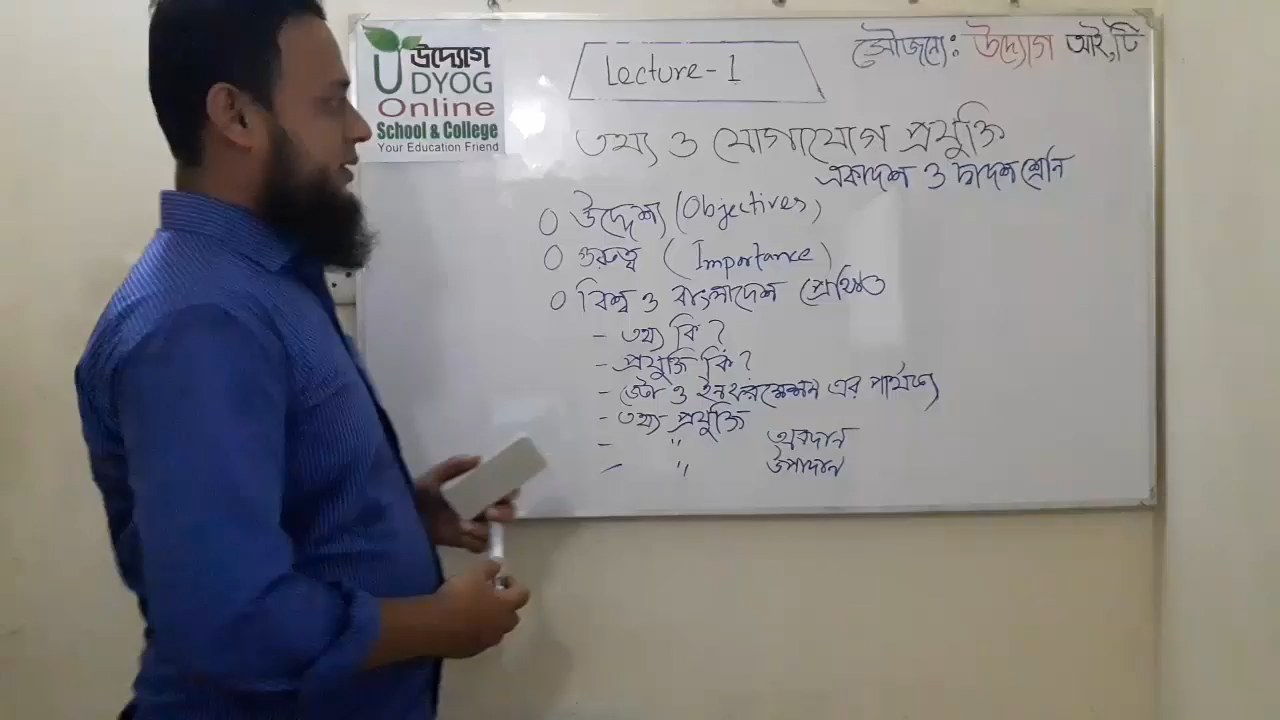 উদ্যোগ
UDYOG
Online
School & College
Your Education Friend
Lecture-1
সৌজন্যে: উদ্যোগ আই.টি
তথ্য ও যোগাযোগ প্রযুক্তি
একাদশ ও দ্বাদশ শ্রেনি
০ উদ্দেশ্য (Objectives)
০ গুরুত্ব (Importance)
০ বিশ্ব ও বাংলাদেশ প্রেক্ষিত
- তথ্য কি?
- প্রযুক্তি কি?
- ডেটা ও ইনফরমেশন এর পার্থক্য
- তথ্য প্রযুক্তি
- " অবদান
- " উপাদান